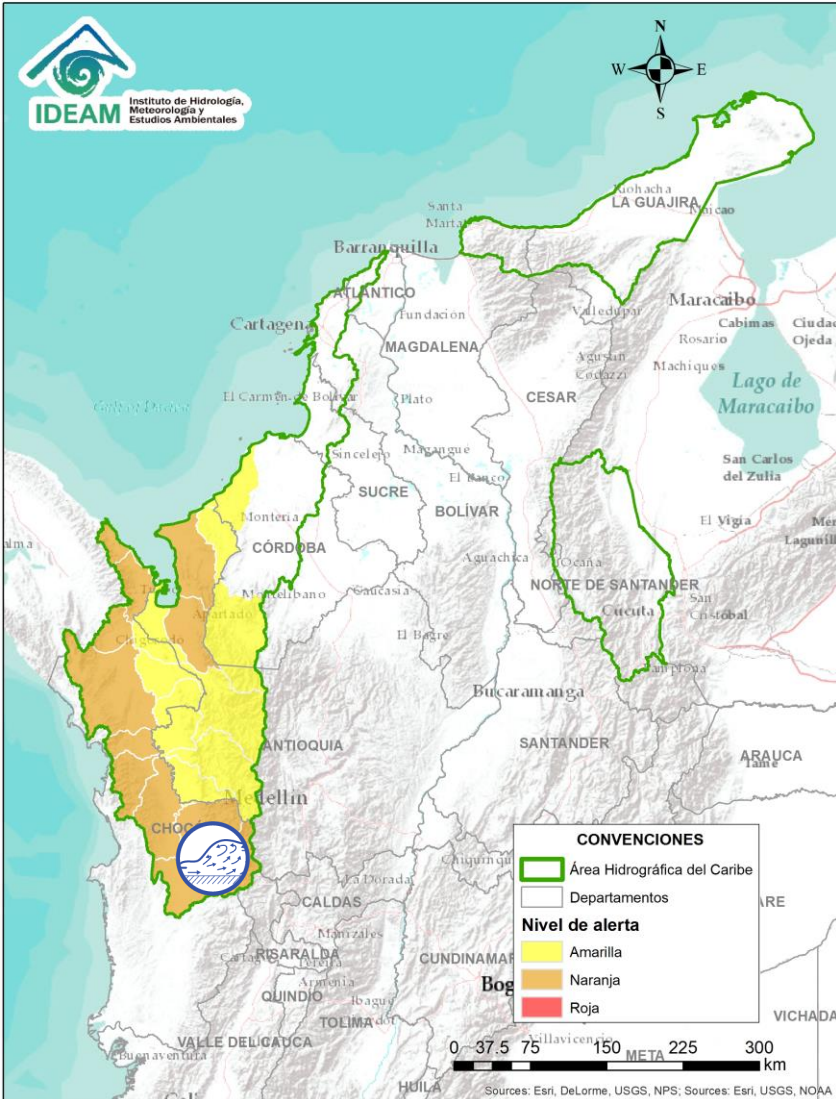 IDEAM
Instituto de Hidrología,
Meteorología y
Estudios Ambientales
N
W
E
S
Riohacha
LA GUAJIRA
Maicao
Santa
Marta
Barranquilla
ATLÁNTICO
Maracaibo
Cartagena
Fundación
Valledupar
Cabimas
Ciudad
Ojeda
Rosario
MAGDALENA
Agustín
Codazzi
Machiques
Lago de
Maracaibo
El Carmen de Bolívar
Plato
CESAR
Sincelejo
Magangué
San Carlos
del Zulia
SUCRE
El Banco
BOLÍVAR
Montería
El Vigía
CÓRDOBA
Aguachica
Ocaña
NORTE DE SANTANDER
Montelíbano
Caucasia
Cúcuta
San
Cristóbal
Apartadó
Chigorodó
El Bagre
Pamplona
Bucaramanga
ANTIOQUIA
SANTANDER
ARAUCA
Tame
Medellín
CHOCÓ
La Dorada
CALDAS
Manizales
RISARALDA
Pereira
Armenia
CUNDINAMAR
QUINDIO
Ibagué
Bog
TOLIMA
VICHADA
VALLE DEL CAUCA
Villavicencio
Buenaventura
META
HUILA
CONVENCIONES
Área Hidrográfica del Caribe
Departamentos
Nivel de alerta
Amarilla
Naranja
Roja
0 37.5 75 150 225 300
km
Sources: Esri, DeLorme, USGS, NPS; Sources: Esri, USGS, NOAA